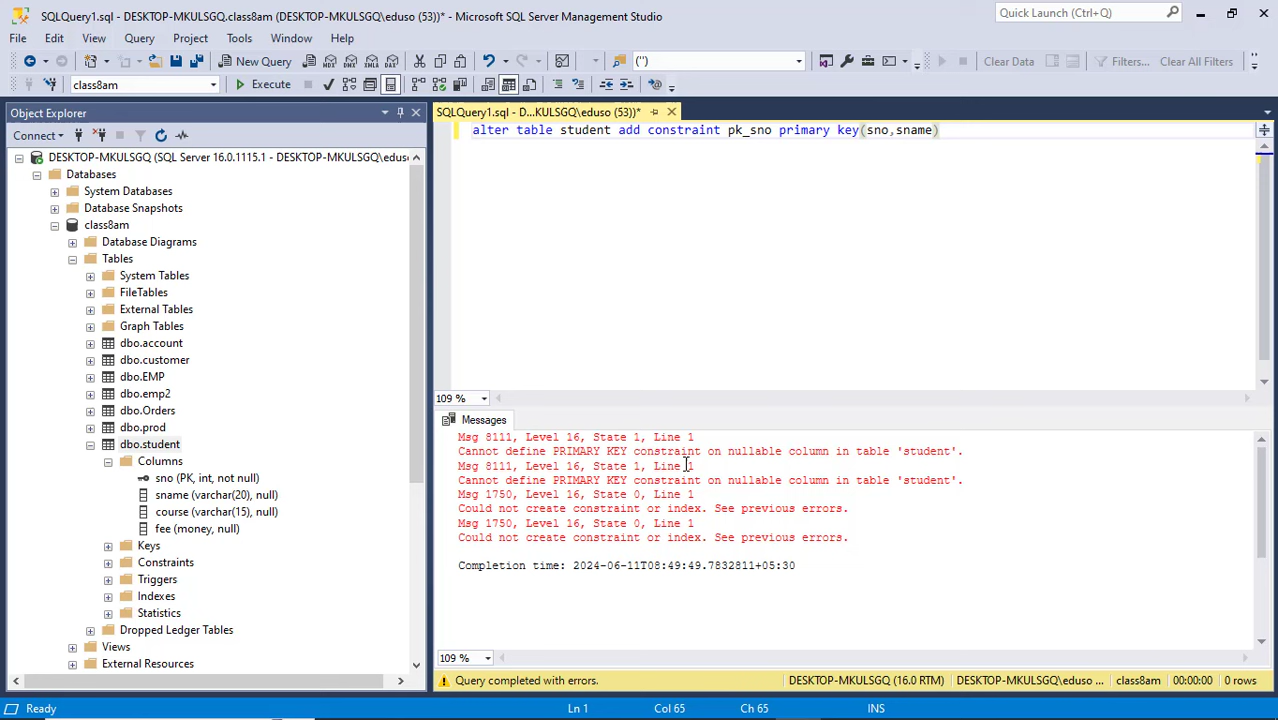 SQLQuery1.sql - DESKTOP-MKULSGQ.class8am (DESKTOP-MKULSGQ\eduso (53))* - Microsoft SQL Server Management Studio
Quick Launch (Ctrl+Q)
File Edit View Query Project Tools Window Help
New Query MDX DMX XMLA DAX ('') Clear Data Filters... Clear All Filters
class8am Execute
Object Explorer
SQLQuery1.sql - D...KULSGQ\eduso (53))*
Connect
alter table student add constraint pk_sno primary key(sno,sname)
DESKTOP-MKULSGQ (SQL Server 16.0.1115.1 - DESKTOP-MKULSGQ\eduso
Databases
System Databases
Database Snapshots
class8am
Database Diagrams
Tables
System Tables
FileTables
External Tables
Graph Tables
dbo.account
dbo.customer
dbo.EMP
dbo.emp2
dbo.Orders
dbo.prod
dbo.student
Columns
sno (PK, int, not null)
sname (varchar(20), null)
course (varchar(15), null)
fee (money, null)
Keys
Constraints
Triggers
Indexes
Statistics
Dropped Ledger Tables
Views
External Resources
109 %
Messages
Msg 8111, Level 16, State 1, Line 1
Cannot define PRIMARY KEY constraint on nullable column in table 'student'.
Msg 8111, Level 16, State 1, Line 1
Cannot define PRIMARY KEY constraint on nullable column in table 'student'.
Msg 1750, Level 16, State 0, Line 1
Could not create constraint or index. See previous errors.
Msg 1750, Level 16, State 0, Line 1
Could not create constraint or index. See previous errors.
Completion time: 2024-06-11T08:49:49.7832811+05:30
109 %
Query completed with errors. DESKTOP-MKULSGQ (16.0 RTM) DESKTOP-MKULSGQ\eduso ... class8am 00:00:00 0 rows
Ready Ln 1 Col 65 Ch 65 INS